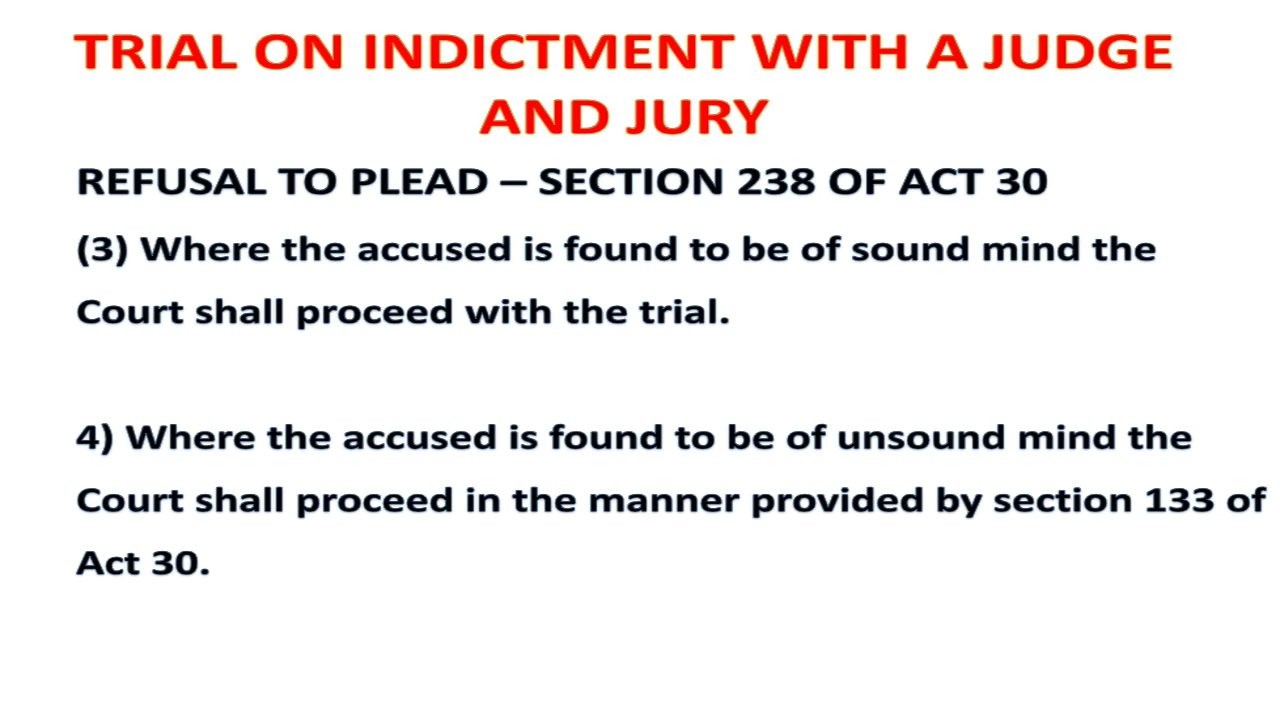 TRIAL ON INDICTMENT WITH A JUDGE
AND JURY
REFUSAL TO PLEAD – SECTION 238 OF ACT 30
(3) Where the accused is found to be of sound mind the
Court shall proceed with the trial.
4) Where the accused is found to be of unsound mind the
Court shall proceed in the manner provided by section 133 of
Act 30.